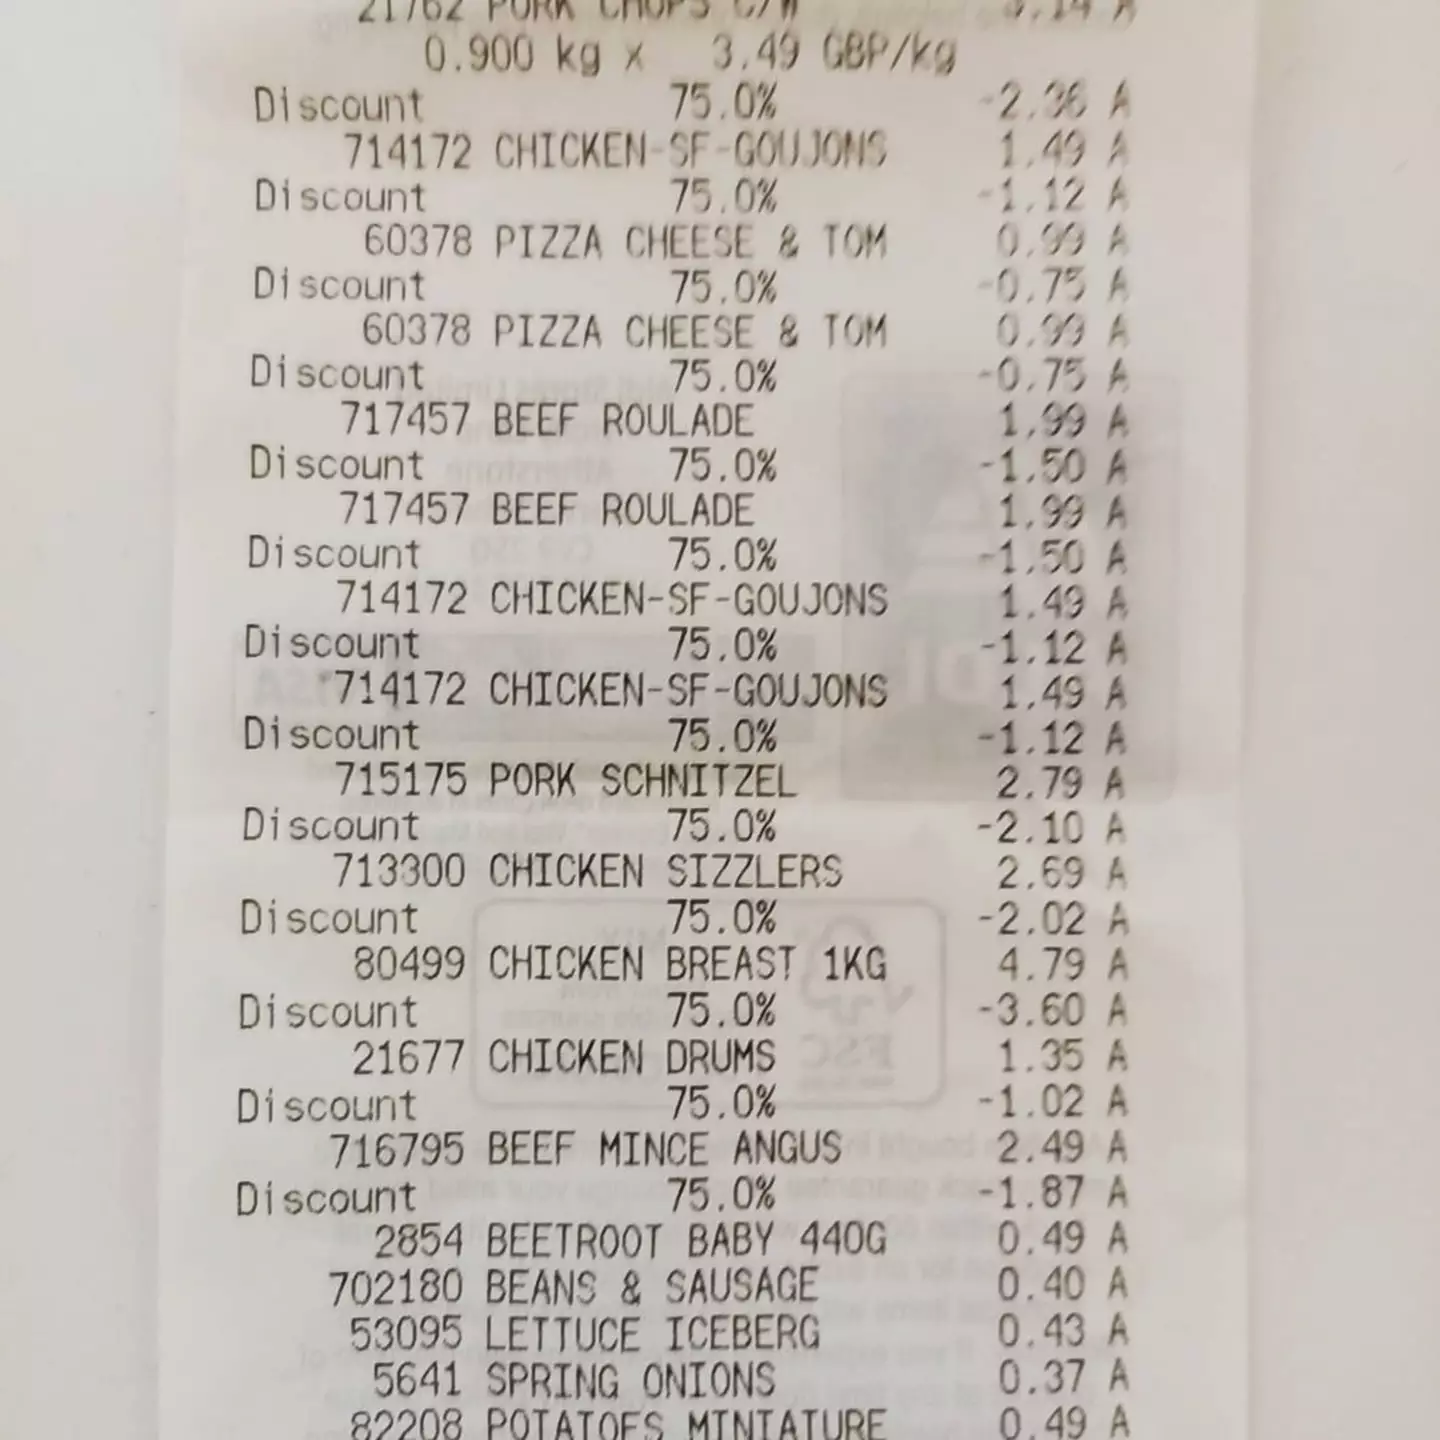 21762 PORK CHOPS C/W 3.14 A
0.900 kg x 3.49 GBP/kg
Discount 75.0% -2.36 A
714172 CHICKEN-SF-GOUJONS 1.49 A
Discount 75.0% -1.12 A
60378 PIZZA CHEESE & TOM 0.99 A
Discount 75.0% -0.75 A
60378 PIZZA CHEESE & TOM 0.99 A
Discount 75.0% -0.75 A
717457 BEEF ROULADE 1.99 A
Discount 75.0% -1.50 A
717457 BEEF ROULADE 1.99 A
Discount 75.0% -1.50 A
714172 CHICKEN-SF-GOUJONS 1.49 A
Discount 75.0% -1.12 A
714172 CHICKEN-SF-GOUJONS 1.49 A
Discount 75.0% -1.12 A
715175 PORK SCHNITZEL 2.79 A
Discount 75.0% -2.10 A
713300 CHICKEN SIZZLERS 2.69 A
Discount 75.0% -2.02 A
80499 CHICKEN BREAST 1KG 4.79 A
Discount 75.0% -3.60 A
21677 CHICKEN DRUMS 1.35 A
Discount 75.0% -1.02 A
716795 BEEF MINCE ANGUS 2.49 A
Discount 75.0% -1.87 A
2854 BEETROOT BABY 440G 0.49 A
702180 BEANS & SAUSAGE 0.40 A
53095 LETTUCE ICEBERG 0.43 A
5641 SPRING ONIONS 0.37 A
82208 POTATOES MINIATURE 0.49 A